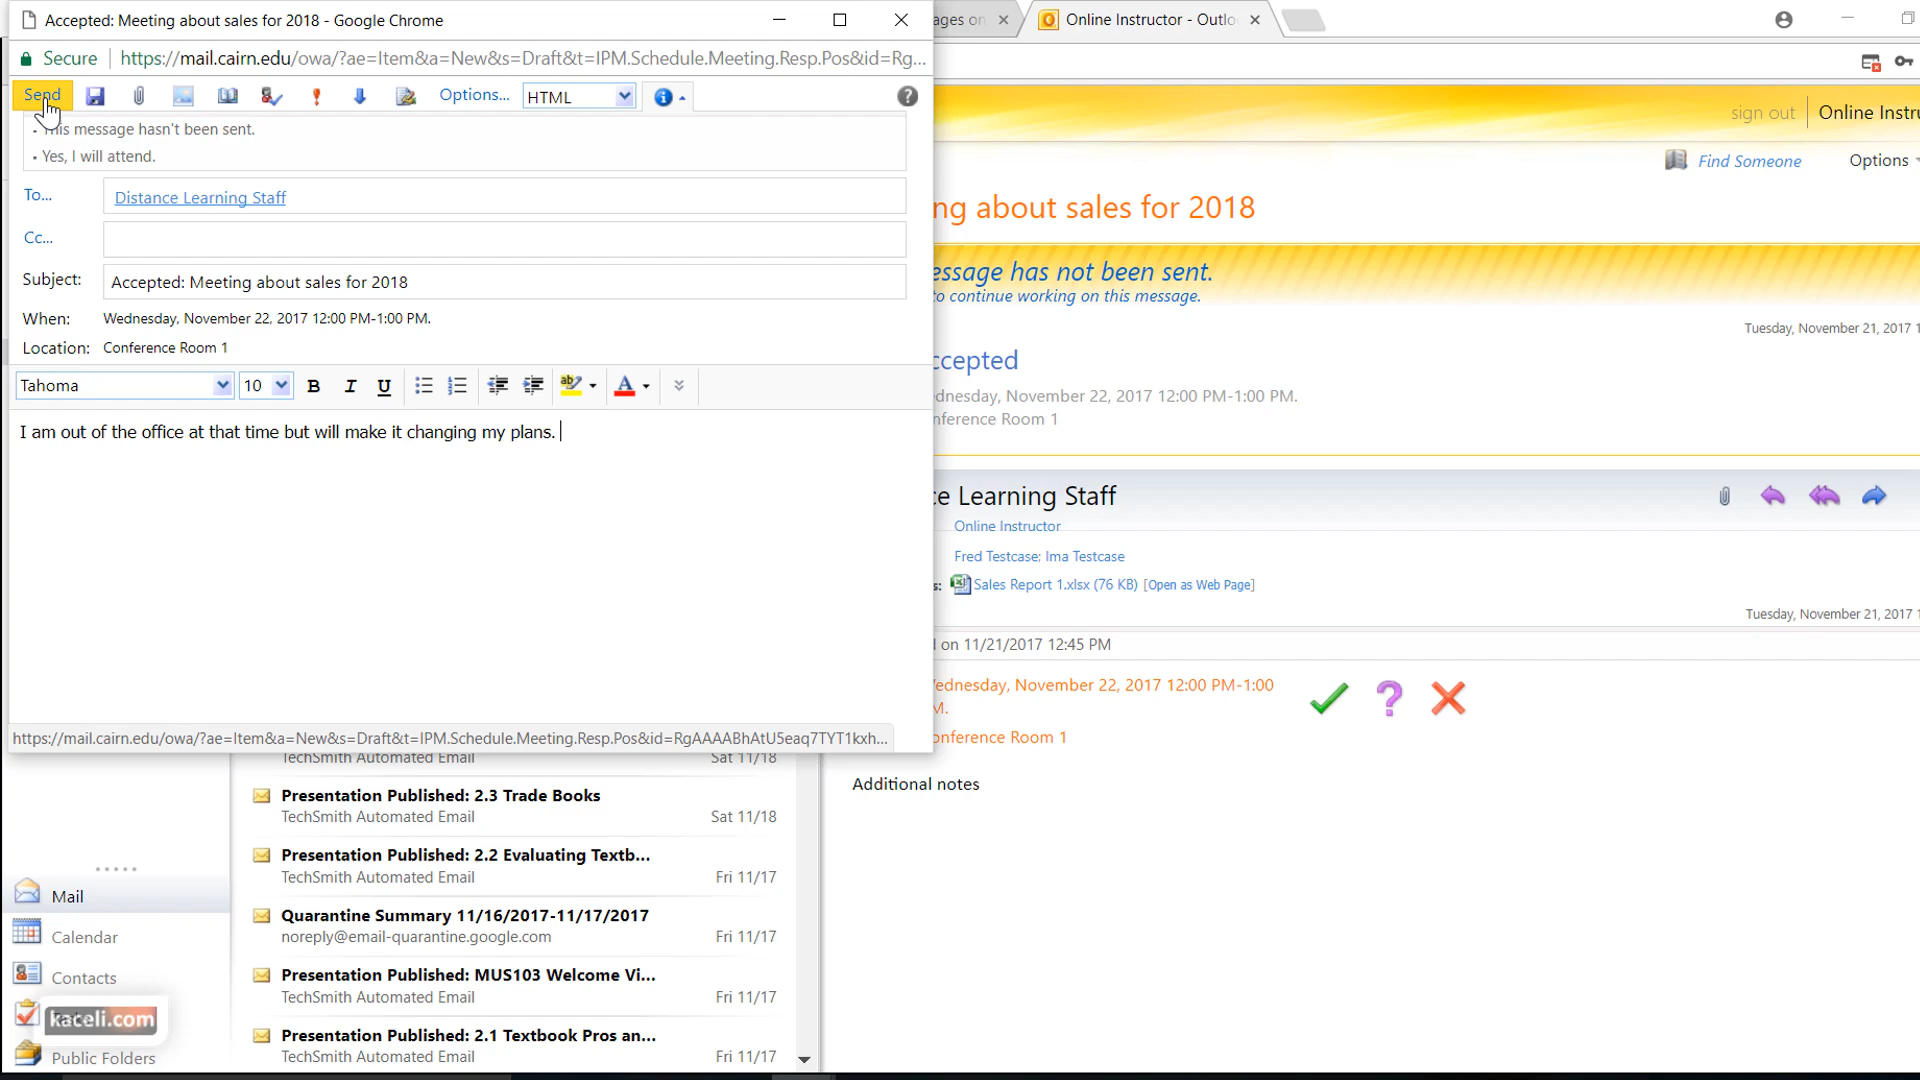 Accepted: Meeting about sales for 2018 - Google Chrome
ages on
Online Instructor - Outlo
Secure
https://mail.cairn.edu/owa/?ae=Item&a=New&s=Draft&t=IPM.Schedule.Meeting.Resp.Pos&id=Rg...
Send
Options...
HTML
This message hasn't been sent.
• Yes, I will attend.
To...
Distance Learning Staff
Cc...
Subject:
Accepted: Meeting about sales for 2018
When:
Wednesday, November 22, 2017 12:00 PM-1:00 PM.
Location:
Conference Room 1
Tahoma
10
B I U
ab
A
I am out of the office at that time but will make it changing my plans.
https://mail.cairn.edu/owa/?ae=Item&a=New&s=Draft&t=IPM.Schedule.Meeting.Resp.Pos&id=RgAAAABhAtU5eaq7TYT1kxh...
sign out
Online Instru
Find Someone
Options
ng about sales for 2018
essage has not been sent.
to continue working on this message.
Tuesday, November 21, 2017 1
ccepted
dnesday, November 22, 2017 12:00 PM-1:00 PM.
nference Room 1
ce Learning Staff
Online Instructor
Fred Testcase; Ima Testcase
s:
Sales Report 1.xlsx (76 KB) [Open as Web Page]
Tuesday, November 21, 2017 1
on 11/21/2017 12:45 PM
Wednesday, November 22, 2017 12:00 PM-1:00
M.
onference Room 1
Additional notes
TechSmith Automated Email
Sat 11/18
Presentation Published: 2.3 Trade Books
TechSmith Automated Email
Sat 11/18
Presentation Published: 2.2 Evaluating Textb...
TechSmith Automated Email
Fri 11/17
Quarantine Summary 11/16/2017-11/17/2017
noreply@email-quarantine.google.com
Fri 11/17
Presentation Published: MUS103 Welcome Vi...
TechSmith Automated Email
Fri 11/17
Presentation Published: 2.1 Textbook Pros an...
TechSmith Automated Email
Fri 11/17
Mail
Calendar
Contacts
kaceli.com
Public Folders